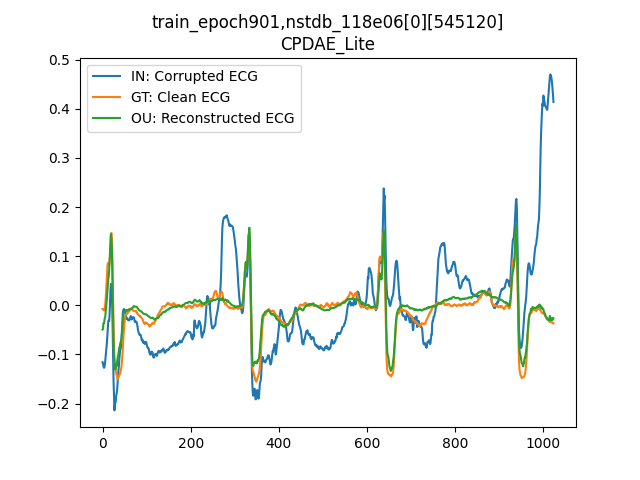 train_epoch901,nstdb_118e06[0][545120]
CPDAE_Lite
IN: Corrupted ECG
GT: Clean ECG
OU: Reconstructed ECG
0.5
0.4
0.3
0.2
0.1
0.0
−0.1
−0.2
0 200 400 600 800 1000